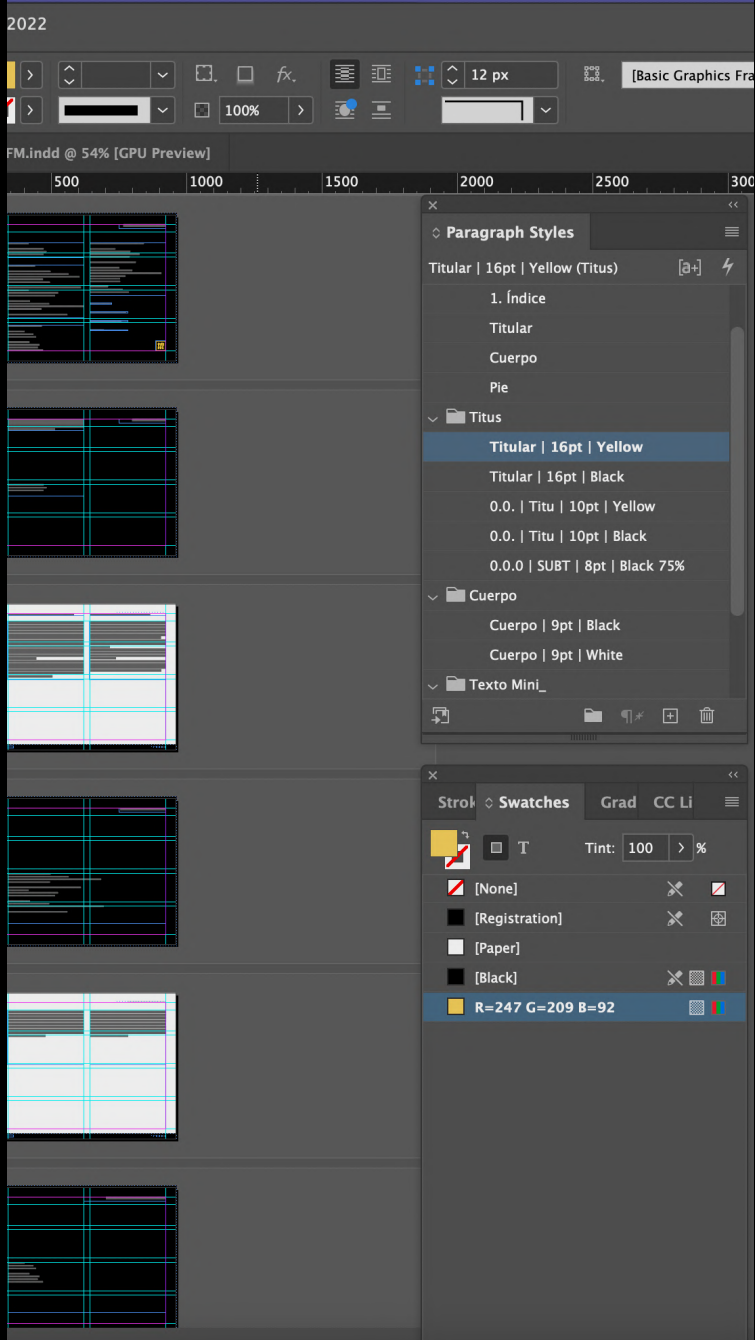 2022
fx.
12 px
[Basic Graphics Fra
100%
FM.indd @ 54% [GPU Preview]
500 1000 1500 2000 2500 300
Paragraph Styles
Titular | 16pt | Yellow (Titus) [a+]
1. Índice
Titular
Cuerpo
Pie
Titus
Titular | 16pt | Yellow
Titular | 16pt | Black
0.0. | Titu | 10pt | Yellow
0.0. | Titu | 10pt | Black
0.0.0 | SUBT | 8pt | Black 75%
Cuerpo
Cuerpo | 9pt | Black
Cuerpo | 9pt | White
Texto Mini_
Strok Swatches Grad CC Li
T Tint: 100 %
[None]
[Registration]
[Paper]
[Black]
R=247 G=209 B=92